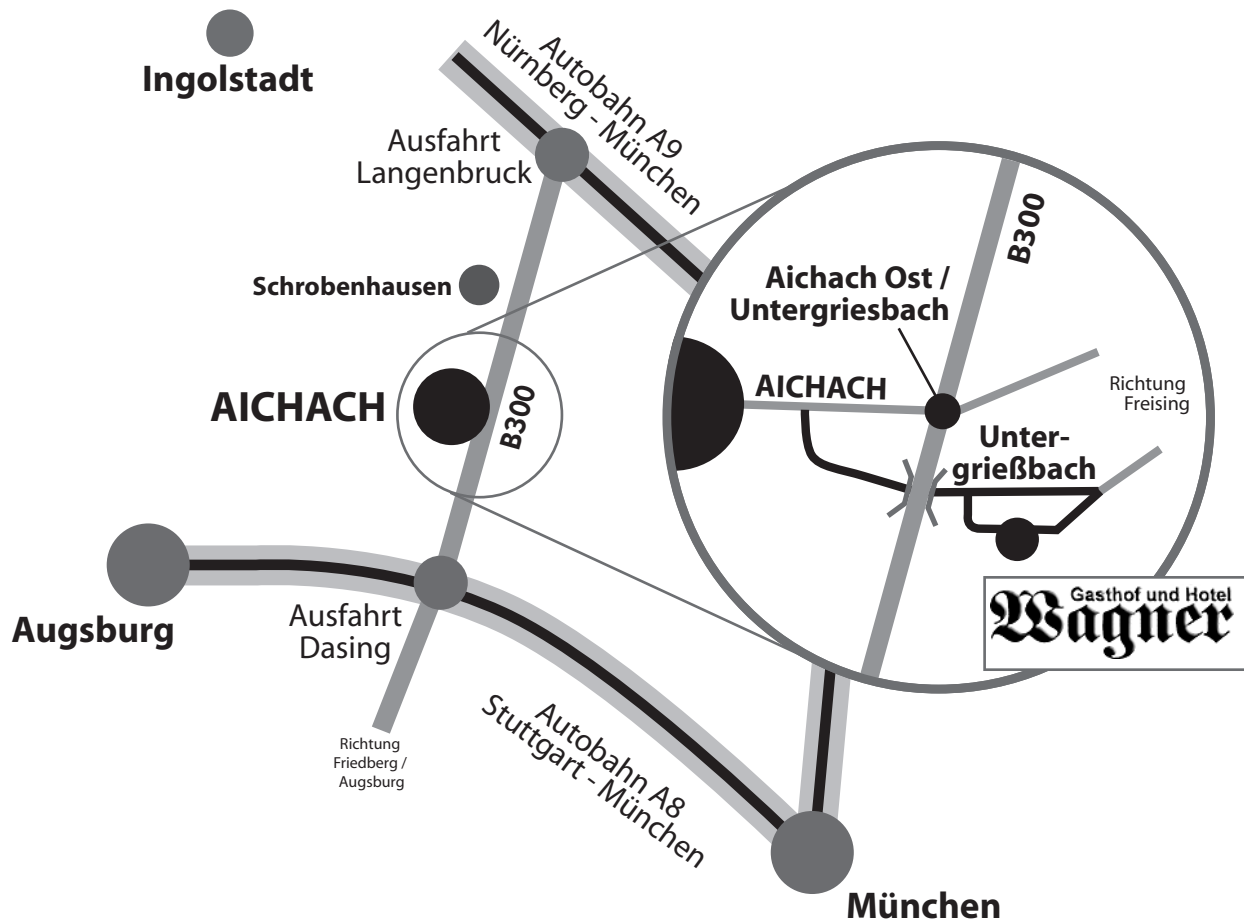 Ingolstadt
Autobahn A9
Nürnberg - München
Ausfahrt
Langenbruck
Schrobenhausen
AICHACH
B300
B300
Aichach Ost /
Untergriesbach
AICHACH
Richtung
Freising
Unter-
grießbach
Gasthof und Hotel
Wagner
Augsburg
Ausfahrt
Dasing
Richtung
Friedberg /
Augsburg
Autobahn A8
Stuttgart - München
München